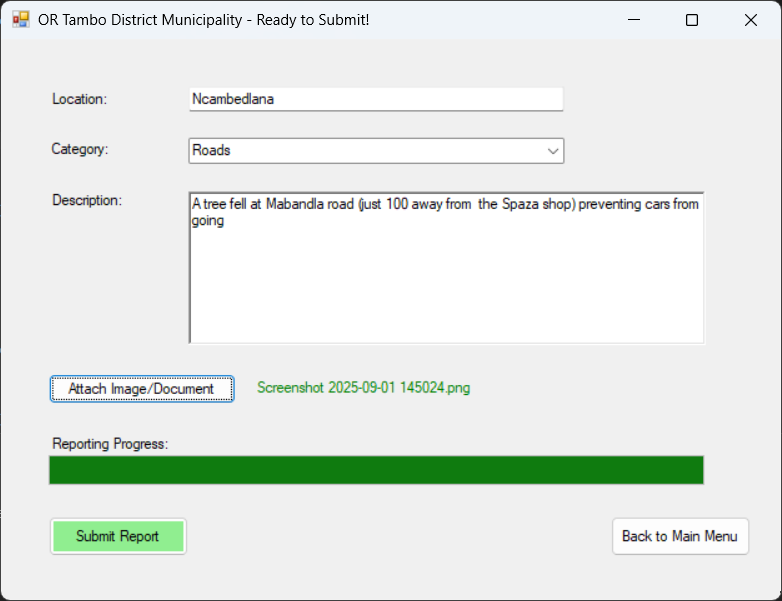 OR Tambo District Municipality - Ready to Submit!
Location:
Ncambedlana
Category:
Roads
Description:
A tree fell at Mabandla road (just 100 away from  the Spaza shop) preventing cars from
going
Attach Image/Document
Screenshot 2025-09-01 145024.png
Reporting Progress:
Submit Report
Back to Main Menu